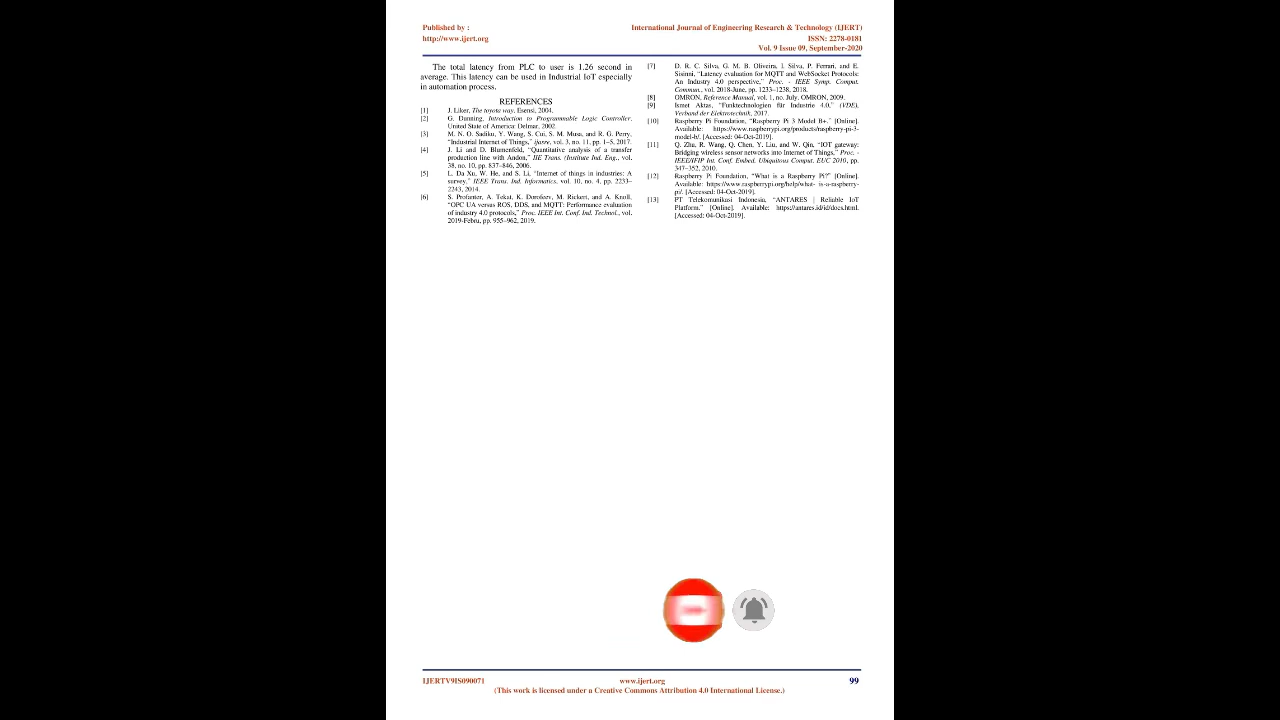 Published by :
http://www.ijert.org
International Journal of Engineering Research & Technology (IJERT)
ISSN: 2278-0181
Vol. 9 Issue 09, September-2020
The total latency from PLC to user is 1.26 second in
average. This latency can be used in Industrial IoT especially
in automation process.
REFERENCES
[1] J. Liker, The toyota way, Esensi, 2004.
[2] G. Dunning, Introduction to Programmable Logic Controller,
United State of America: Delmar, 2002
[3] M. N. O. Sadiku, Y. Wang, S. Cui, S. M. Musa, and R. G. Perry,
“Industrial Internet of Things,” ijasre, vol. 3, no. 11, pp. 1–5, 2017.
[4] J. Li and D. Blumenfeld, “Quantitative analysis of a transfer
production line with Andon,” IIE Trans. (Institute Ind. Eng., vol.
38, no. 10, pp. 837–846, 2006.
[5] L. Da Xu, W. He, and S. Li, “Internet of things in industries: A
survey,” IEEE Trans. Ind. Informatics, vol. 10, no. 4, pp. 2233–
2243, 2014.
[6] S. Profanter, A. Tekat, K. Dorofeev, M. Rickert, and A. Knoll,
“OPC UA versus ROS, DDS, and MQTT: Performance evaluation
of industry 4.0 protocols,” Proc. IEEE Int. Conf. Ind. Technol., vol.
2019-Febru, pp. 955–962, 2019.
[7] D. R. C. Silva, G. M. B. Oliveira, I. Silva, P. Ferrari, and E.
Sisinni, “Latency evaluation for MQTT and WebSocket Protocols:
An Industry 4.0 perspective,” Proc. - IEEE Symp. Comput.
Commun., vol. 2018-June, pp. 1233–1238, 2018.
[8] OMRON, Reference Manual, vol. 1, no. July. OMRON, 2009.
[9] Ismet Aktas, “Funktechnologien für Industrie 4.0,” (VDE),
Verband der Elektrotechnik, 2017.
[10] Raspberry Pi Foundation, “Raspberry Pi 3 Model B+.” [Online].
Available: https://www.raspberrypi.org/products/raspberry-pi-3-
model-b/. [Accessed: 04-Oct-2019].
[11] Q. Zhu, R. Wang, Q. Chen, Y. Liu, and W. Qin, “IOT gateway:
Bridging wireless sensor networks into Internet of Things,” Proc. -
IEEE/IFIP Int. Conf. Embed. Ubiquitous Comput. EUC 2010, pp.
347–352, 2010.
[12] Raspberry Pi Foundation, “What is a Raspberry Pi?” [Online].
Available: https://www.raspberrypi.org/help/what- is-a-raspberry-
pi/. [Accessed: 04-Oct-2019].
[13] PT Telekomunikasi Indonesia, “ANTARES | Reliable IoT
Platform.” [Online]. Available: https://antares.id/id/docs.html.
[Accessed: 04-Oct-2019].
IJERTV9IS090071
www.ijert.org
99
(This work is licensed under a Creative Commons Attribution 4.0 International License.)